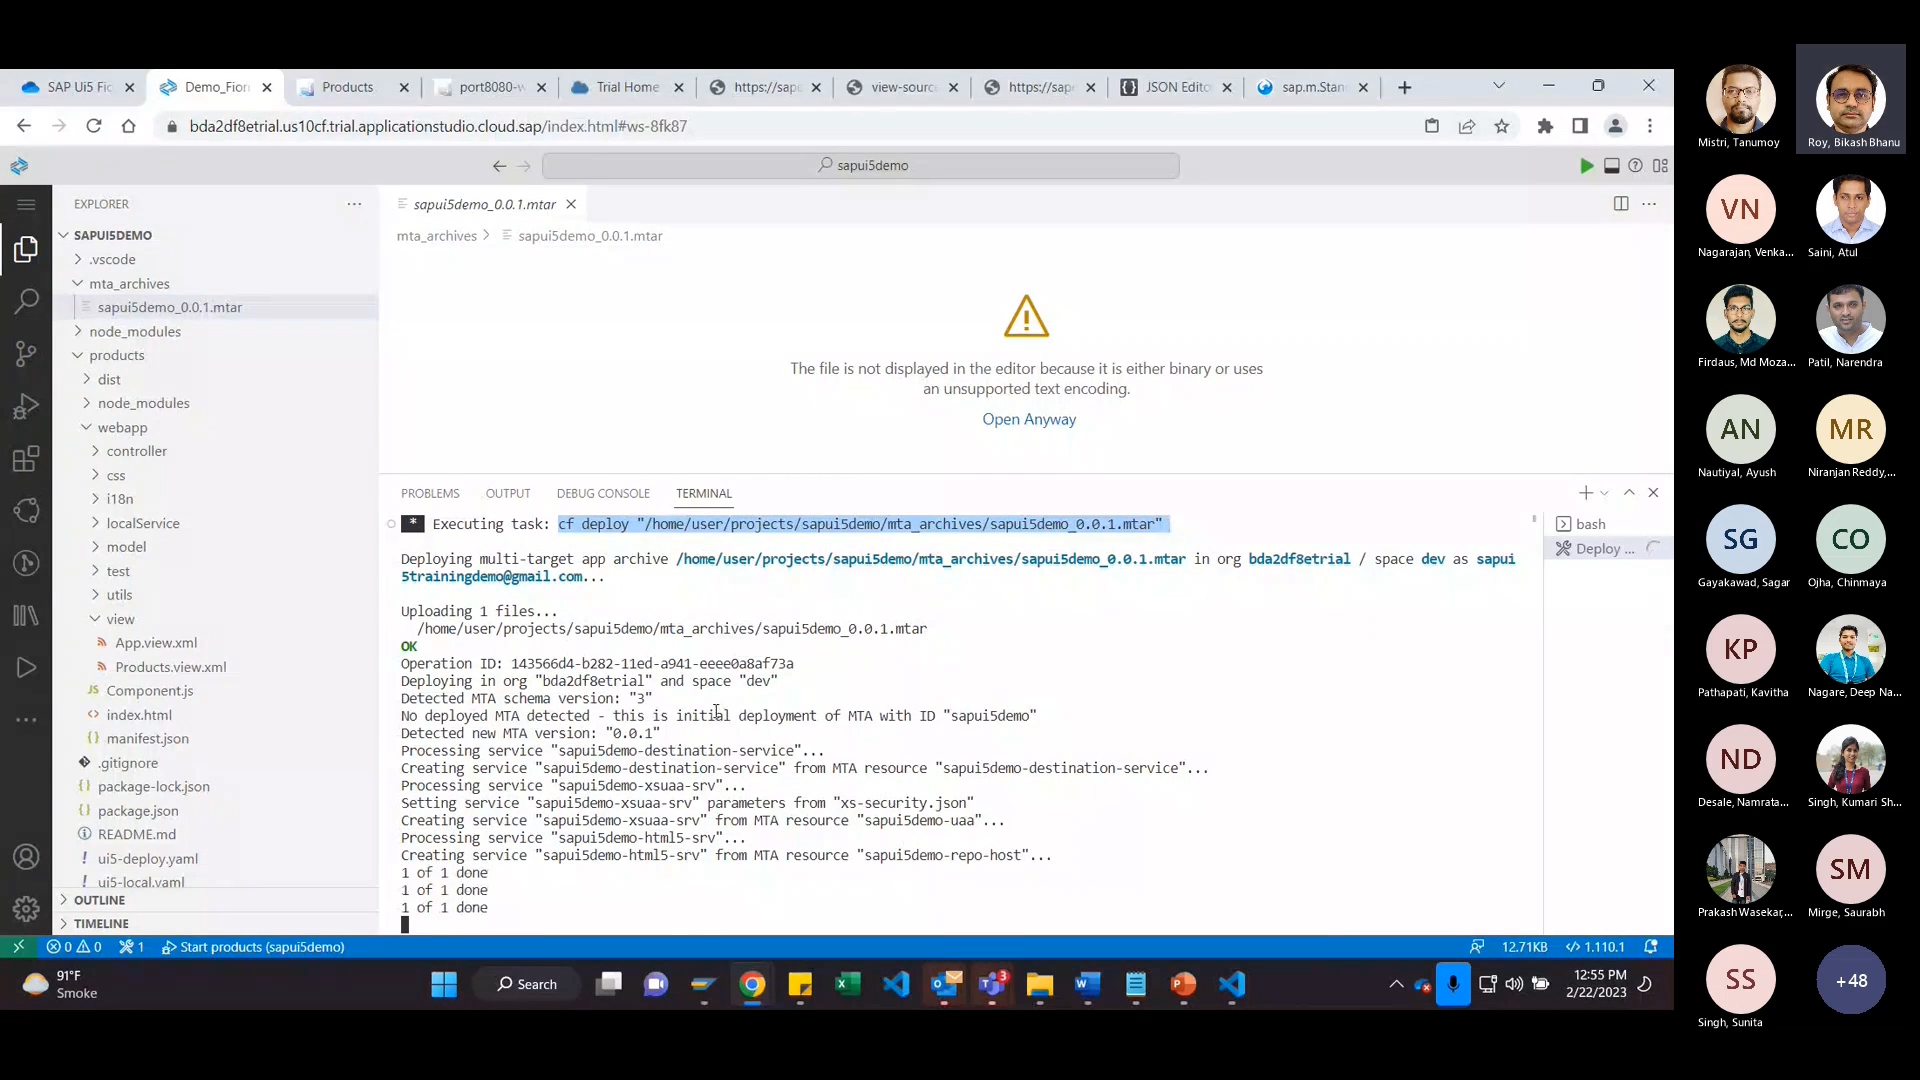 SAP Ui5 Fic
Demo_Fior
Products
port8080-w
Trial Home
https://sape
view-sourc
https://sape
JSON Edito
sap.m.Stan
bda2df8etrial.us10cf.trial.applicationstudio.cloud.sap/index.html#ws-8fk87
sapui5demo
EXPLORER
SAPUI5DEMO
.vscode
mta_archives
sapui5demo_0.0.1.mtar
node_modules
products
dist
node_modules
webapp
controller
css
i18n
localService
model
test
utils
view
App.view.xml
Products.view.xml
JS Component.js
index.html
manifest.json
.gitignore
package-lock.json
package.json
README.md
ui5-deploy.yaml
ui5-local.yaml
OUTLINE
TIMELINE
sapui5demo_0.0.1.mtar
mta_archives > sapui5demo_0.0.1.mtar
The file is not displayed in the editor because it is either binary or uses
an unsupported text encoding.
Open Anyway
PROBLEMS OUTPUT DEBUG CONSOLE TERMINAL
* Executing task: cf deploy "/home/user/projects/sapui5demo/mta_archives/sapui5demo_0.0.1.mtar"
Deploying multi-target app archive /home/user/projects/sapui5demo/mta_archives/sapui5demo_0.0.1.mtar in org bda2df8etrial / space dev as sapui
5trainingdemo@gmail.com...
Uploading 1 files...
/home/user/projects/sapui5demo/mta_archives/sapui5demo_0.0.1.mtar
OK
Operation ID: 143566d4-b282-11ed-a941-eeee0a8af73a
Deploying in org "bda2df8etrial" and space "dev"
Detected MTA schema version: "3"
No deployed MTA detected - this is initial deployment of MTA with ID "sapui5demo"
Detected new MTA version: "0.0.1"
Processing service "sapui5demo-destination-service"...
Creating service "sapui5demo-destination-service" from MTA resource "sapui5demo-destination-service"...
Processing service "sapui5demo-xsuaa-srv"...
Setting service "sapui5demo-xsuaa-srv" parameters from "xs-security.json"
Creating service "sapui5demo-xsuaa-srv" from MTA resource "sapui5demo-uaa"...
Processing service "sapui5demo-html5-srv"...
Creating service "sapui5demo-html5-srv" from MTA resource "sapui5demo-repo-host"...
1 of 1 done
1 of 1 done
1 of 1 done
bash
Deploy ...
0 0 1 Start products (sapui5demo)
12.71KB 1.110.1
91°F
Smoke
Search
3
12:55 PM
2/22/2023
Mistri, Tanumoy
Roy, Bikash Bhanu
VN
Nagarajan, Venka...
Saini, Atul
Firdaus, Md Moza...
Patil, Narendra
AN
Nautiyal, Ayush
MR
Niranjan Reddy,...
SG
Gayakawad, Sagar
CO
Ojha, Chinmaya
KP
Pathapati, Kavitha
Nagare, Deep Na...
ND
Desale, Namrata...
Singh, Kumari Sh...
Prakash Wasekar,...
SM
Mirge, Saurabh
SS
Singh, Sunita
+48